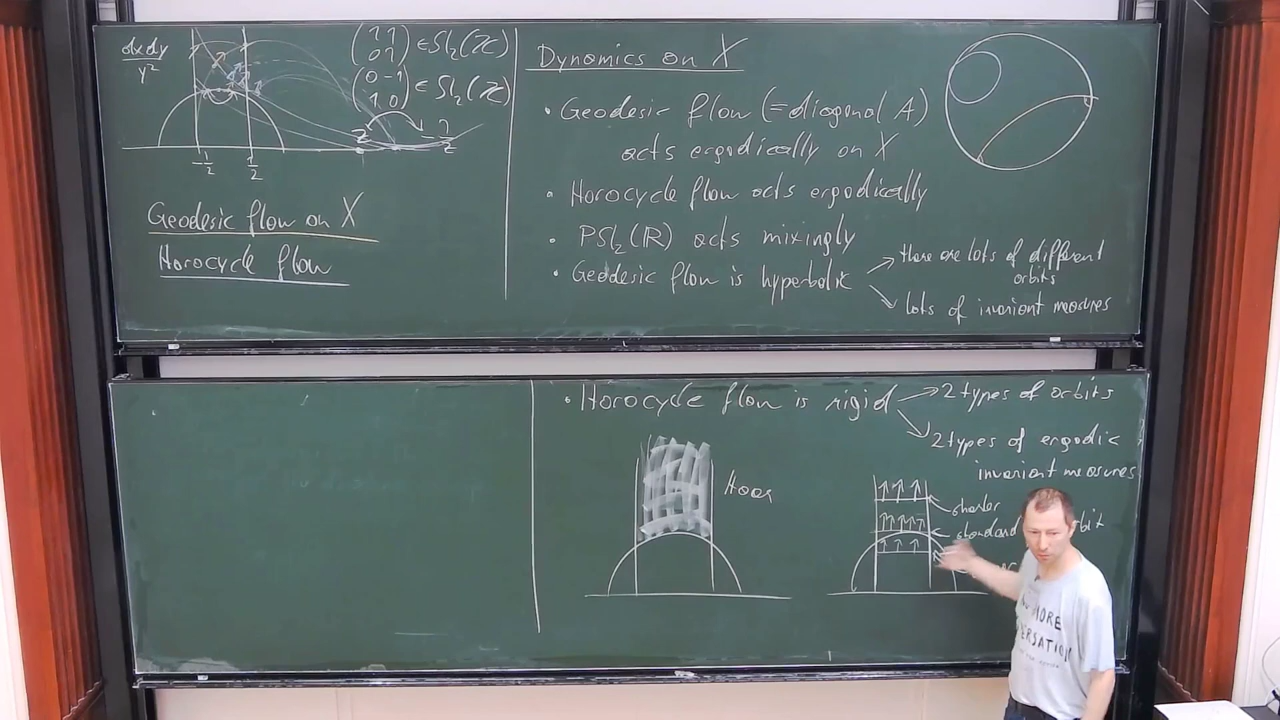 dxdy
y²
(1 1
0 1) ∈ SL₂(ℤ)
(0 -1
1 0) ∈ SL₂(ℤ)
z
-1/z
-1/2
1/2
Geodesic flow on X
Horocycle flow
Dynamics on X
• Geodesic flow (= diagonal A)
acts ergodically on X
• Horocycle flow acts ergodically
• PSL₂(ℝ) acts mixingly
• Geodesic flow is hyperbolic
there are lots of different
orbits
lots of invariant measures
• Horocycle flow is rigid
2 types of orbits
2 types of ergodic
invariant measures
Haar
shorter
standard
MORE